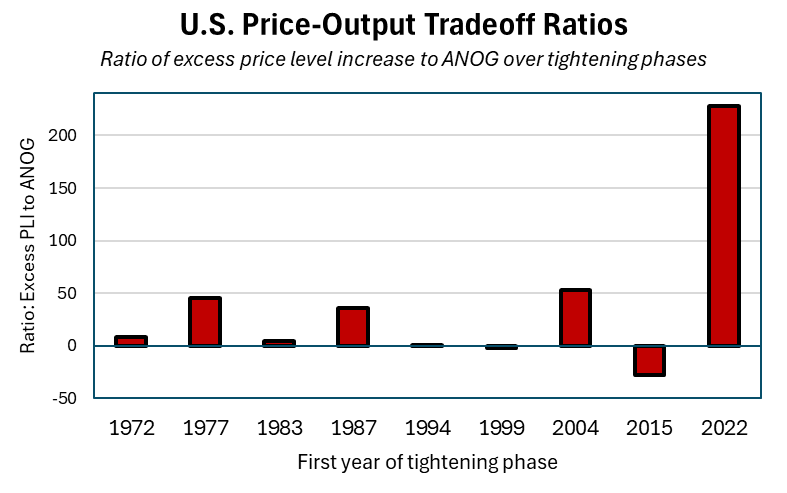 U.S. Price-Output Tradeoff Ratios
Ratio of excess price level increase to ANOG over tightening phases
Ratio: Excess PLI to ANOG
200
150
100
50
0
-50
1972 1977 1983 1987 1994 1999 2004 2015 2022
First year of tightening phase